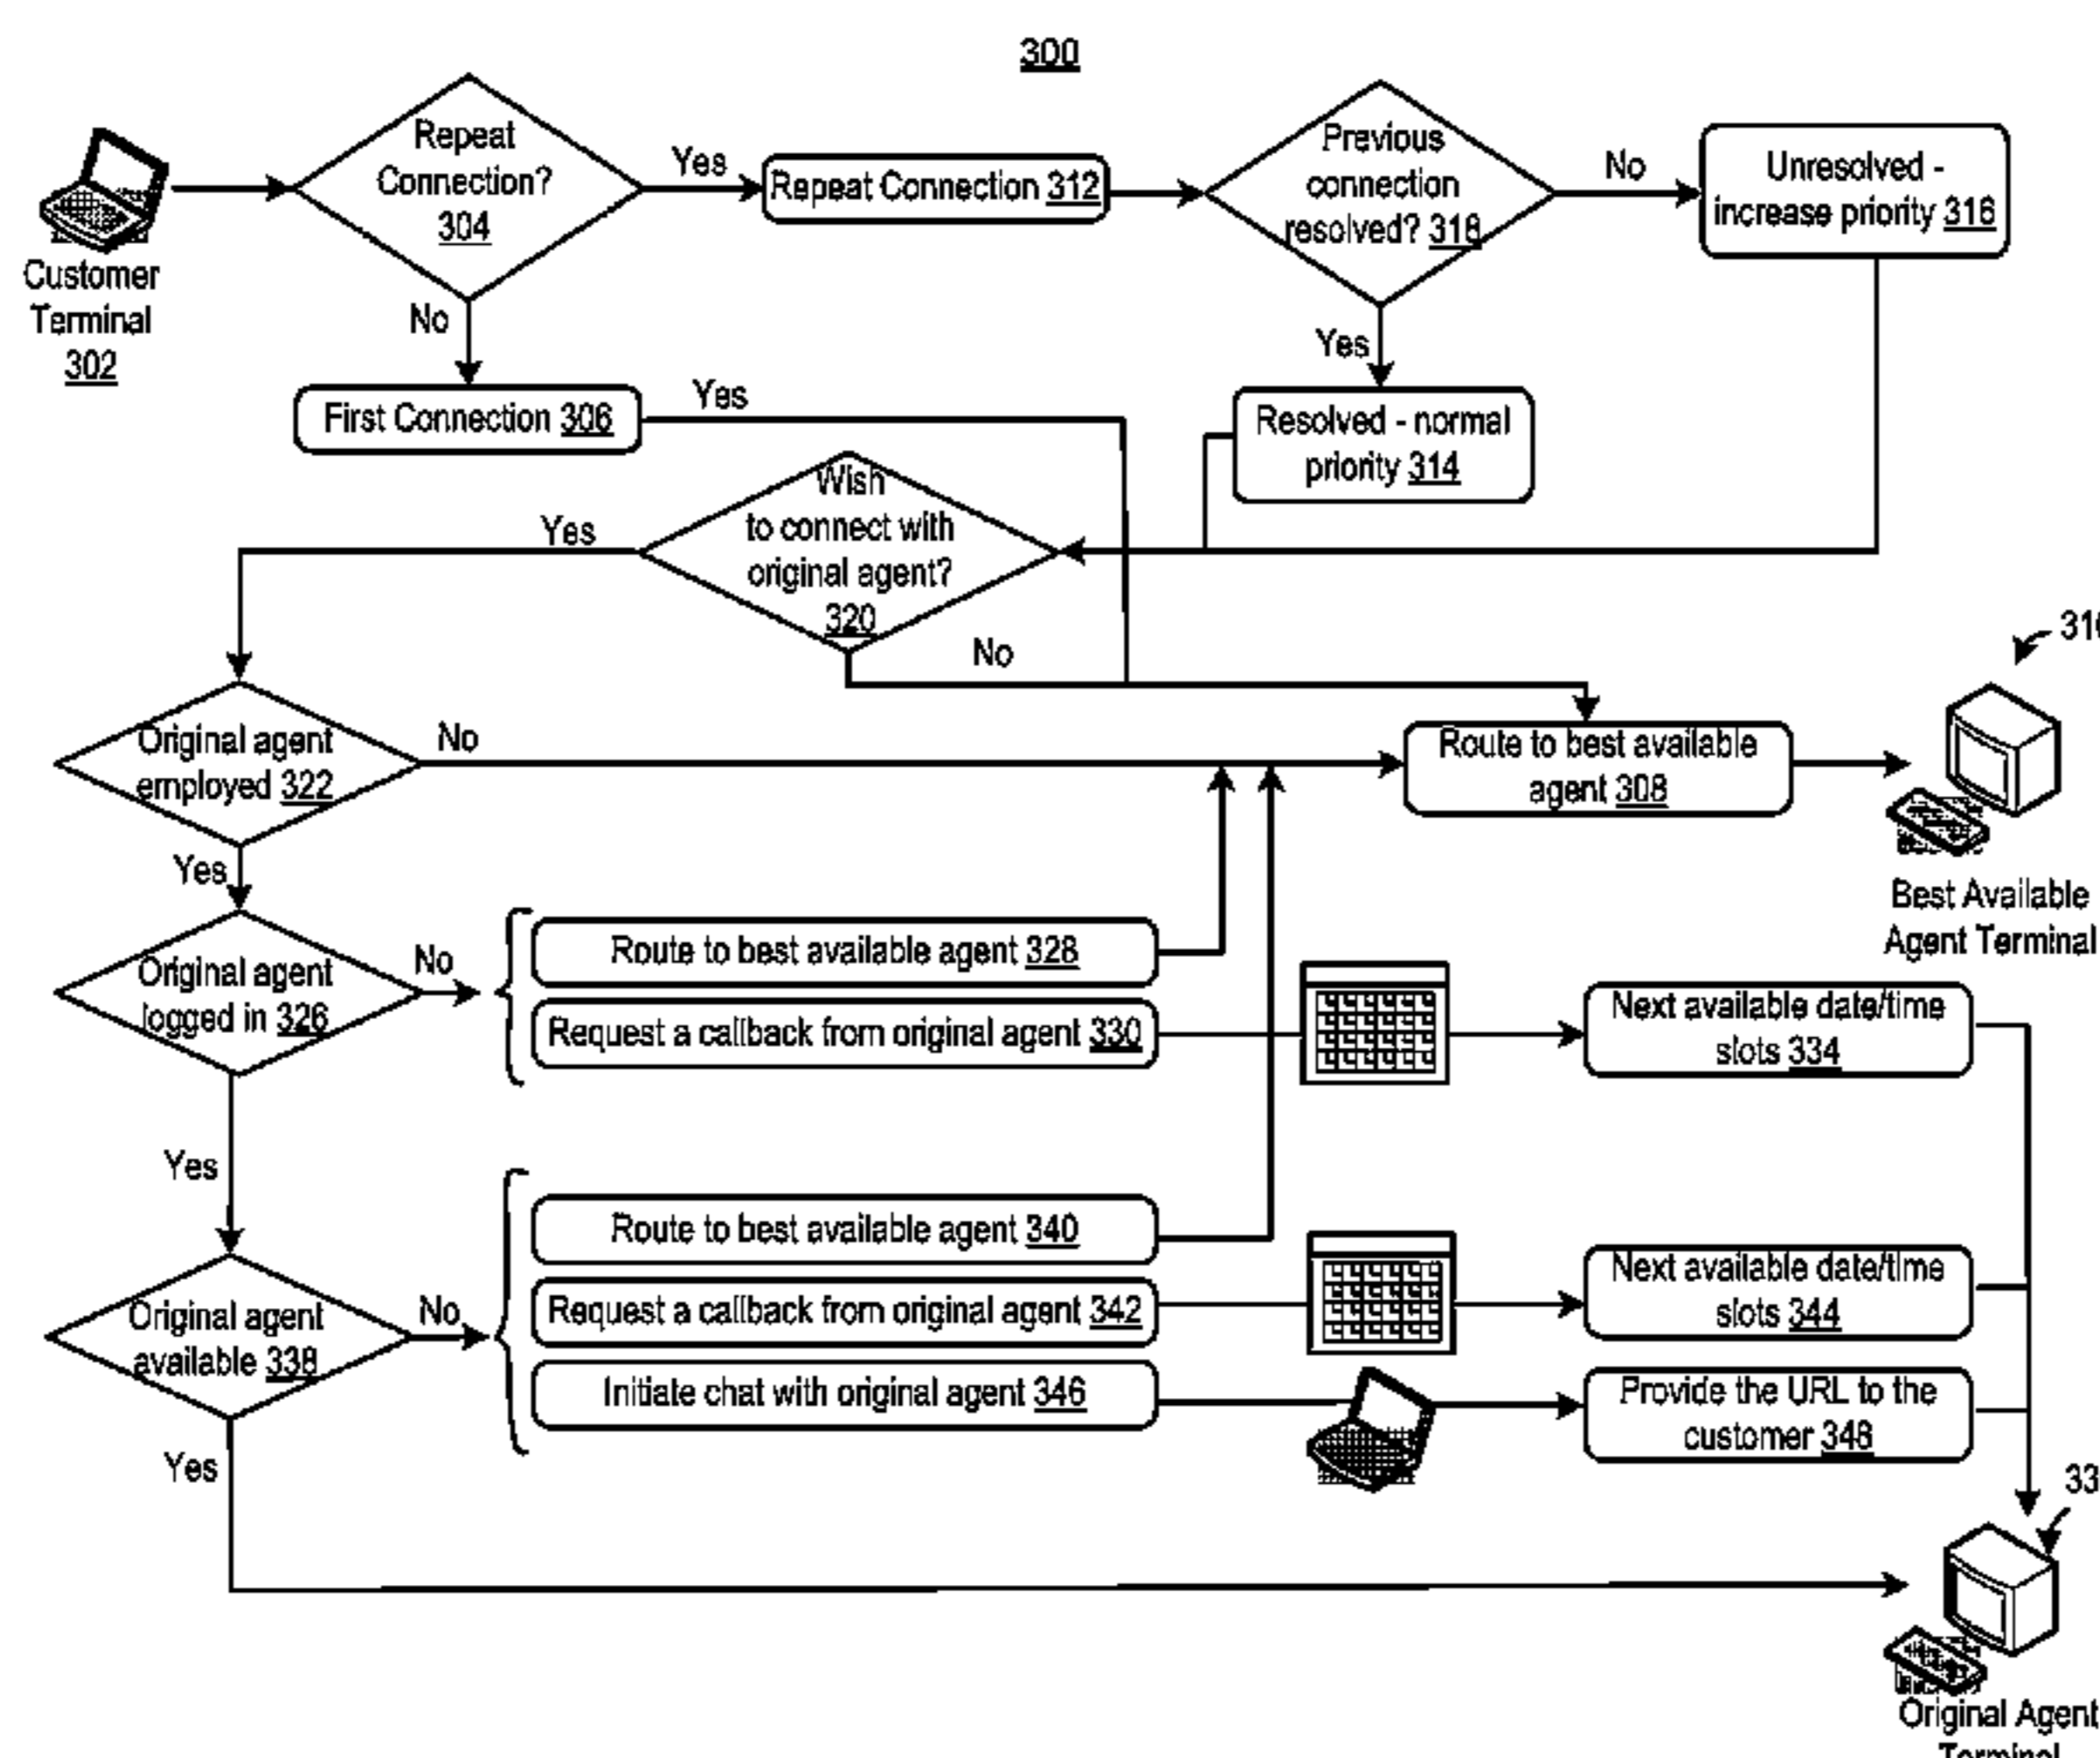 300
Repeat
Connection?
304
Yes
Repeat Connection 312
Previous
connection
resolved? 318
No
Unresolved -
increase priority 316
Customer
Terminal
302
No
First Connection 306
Yes
Yes
Resolved - normal
priority 314
Wish
to connect with
original agent?
320
Yes
No
310
Original agent
employed 322
No
Route to best available
agent 308
Best Available
Agent Terminal
Yes
Original agent
logged in 326
No
Route to best available agent 328
Request a callback from original agent 330
Next available date/time
slots 334
Yes
Original agent
available 338
No
Route to best available agent 340
Request a callback from original agent 342
Next available date/time
slots 344
Initiate chat with original agent 346
Provide the URL to the
customer 348
Yes
33
Original Agent
Terminal